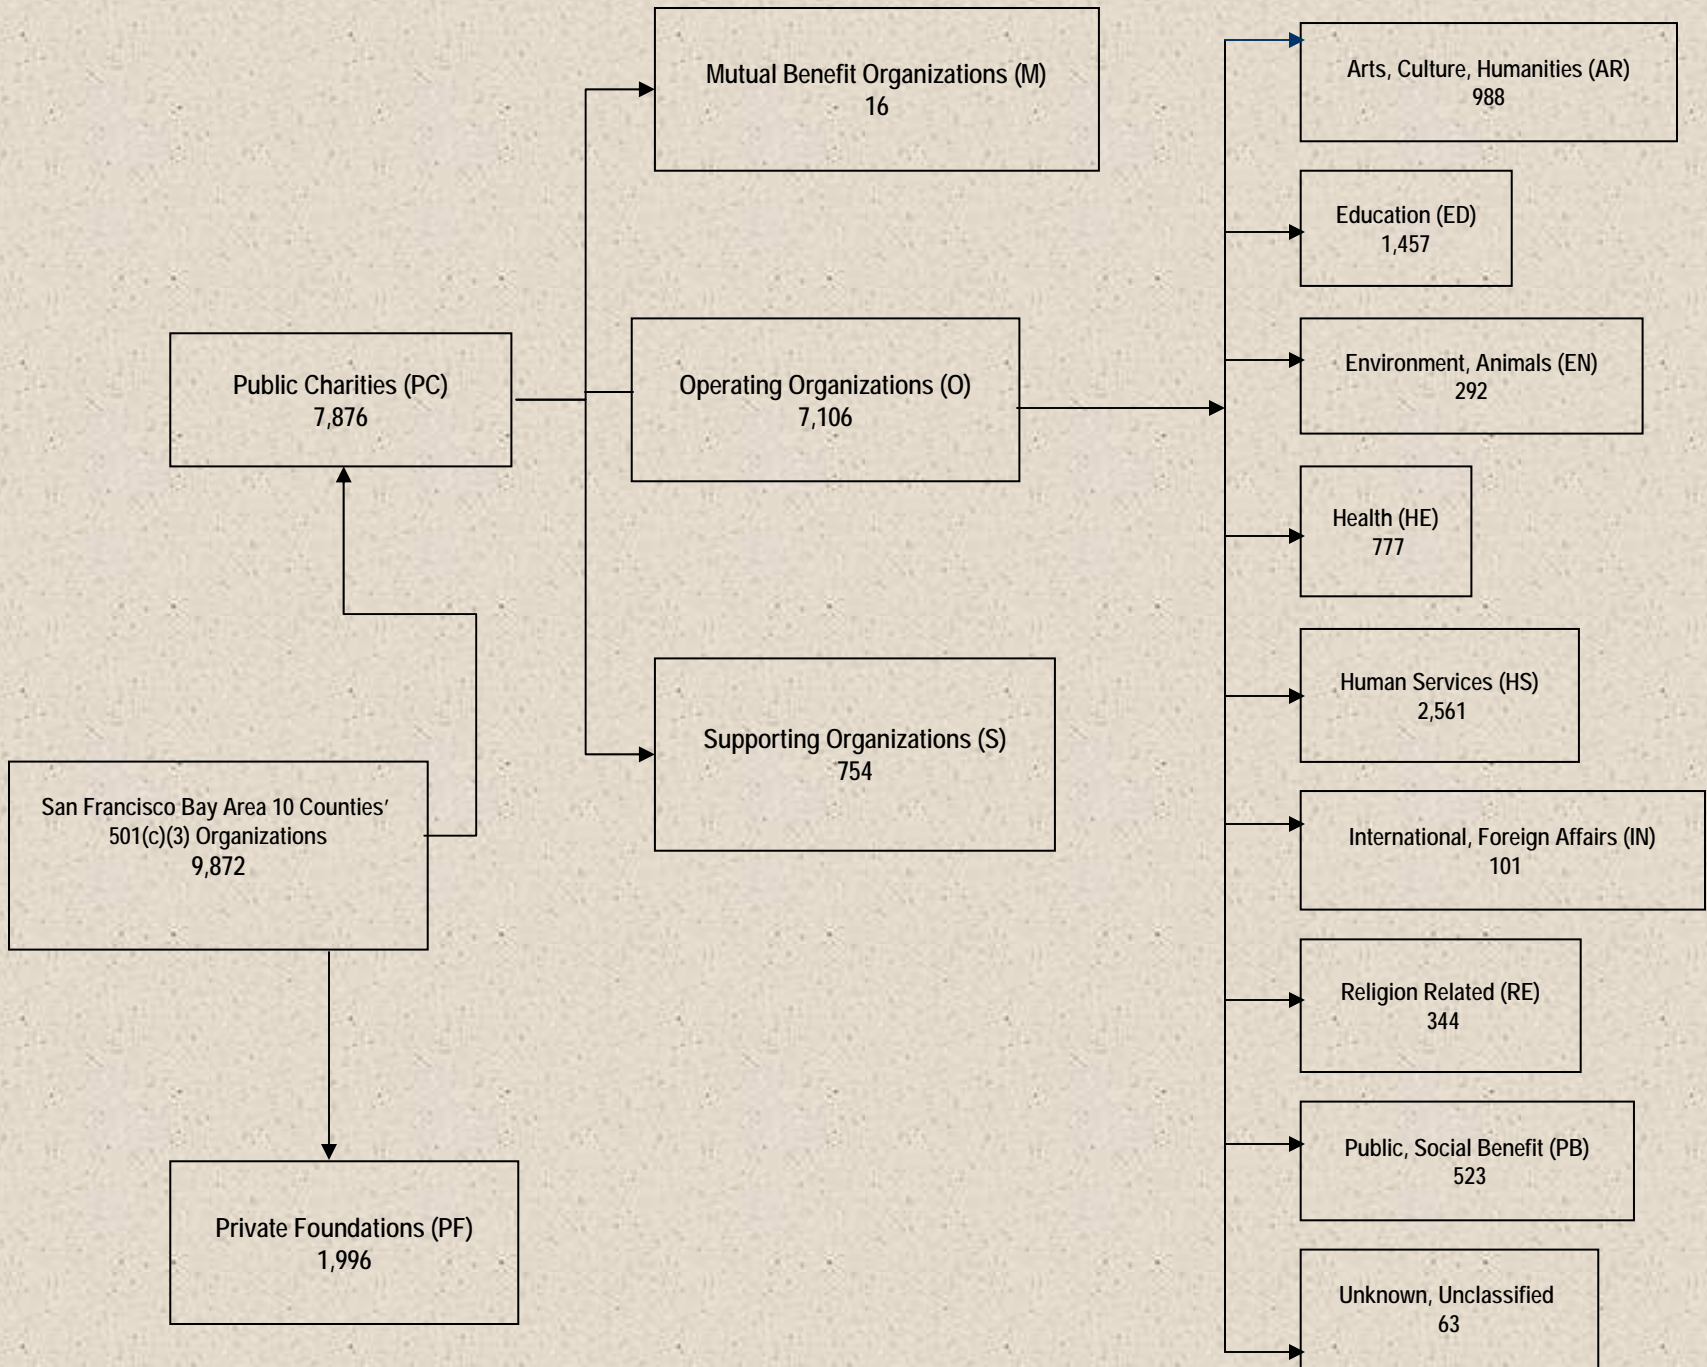 Mutual Benefit Organizations (M)
16
Arts, Culture, Humanities (AR)
988
Education (ED)
1,457
Public Charities (PC)
7,876
Operating Organizations (O)
7,106
Environment, Animals (EN)
292
Health (HE)
777
Human Services (HS)
2,561
Supporting Organizations (S)
754
San Francisco Bay Area 10 Counties’
501(c)(3) Organizations
9,872
International, Foreign Affairs (IN)
101
Religion Related (RE)
344
Public, Social Benefit (PB)
523
Private Foundations (PF)
1,996
Unknown, Unclassified
63